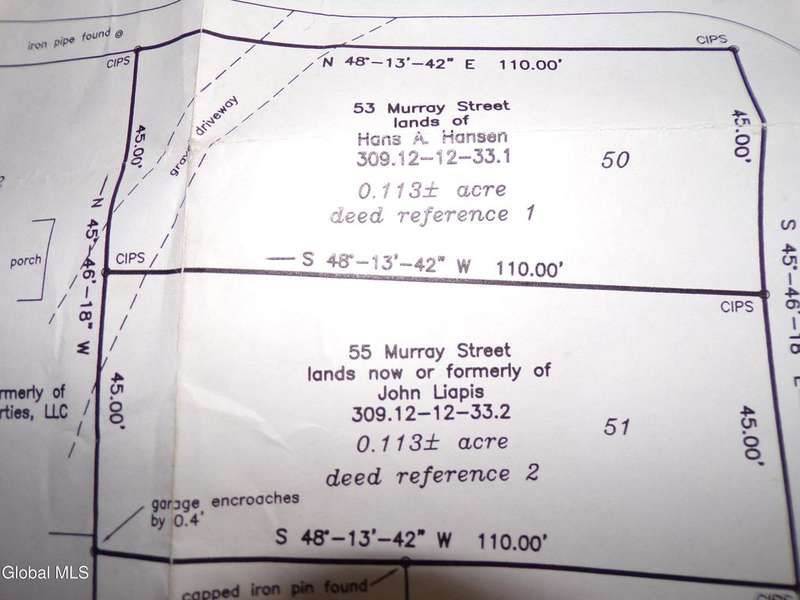 iron pipe found @
CIPS
CIPS
N 48°-13'-42" E 110.00'
53 Murray Street
lands of
Hans A. Hansen
309.12-12-33.1
0.113± acre
deed reference 1
50
45.00'
45.00'
driveway
N 45°-46'-18" W
S 45°-46'-18 E
porch
CIPS
S 48°-13'-42" W 110.00'
CIPS
55 Murray Street
lands now or formerly of
John Liapis
309.12-12-33.2
0.113± acre
deed reference 2
51
45.00'
45.00'
rmerly of
rties, LLC
garage encroaches
by 0.4'
S 48°-13'-42" W 110.00'
capped iron pin found
CIPS
Global MLS